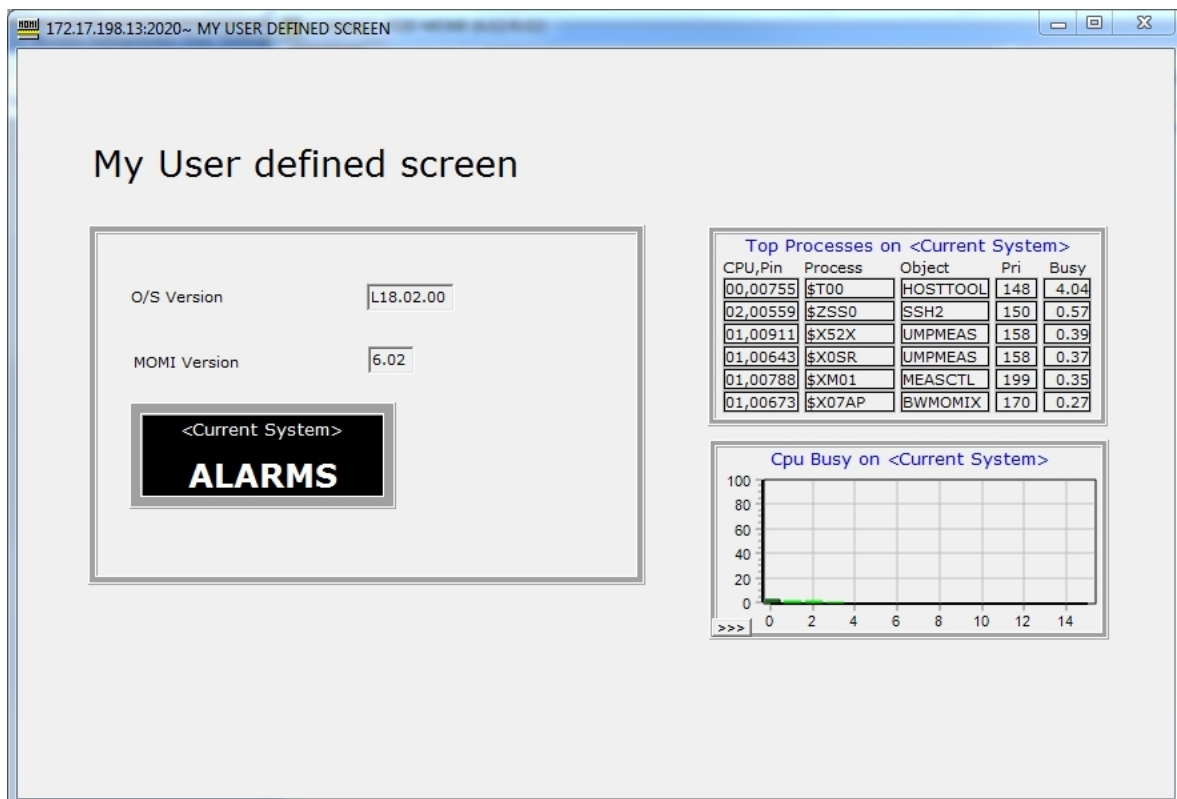 MOMI 172.17.198.13:2020~ MY USER DEFINED SCREEN
My User defined screen
O/S Version L18.02.00
MOMI Version 6.02
<Current System>
ALARMS
Top Processes on <Current System>
CPU,Pin Process Object Pri Busy
00,00755 $T00 HOSTTOOL 148 4.04
02,00559 $ZSS0 SSH2 150 0.57
01,00911 $X52X UMPMEAS 158 0.39
01,00643 $X0SR UMPMEAS 158 0.37
01,00788 $XM01 MEASCTL 199 0.35
01,00673 $X07AP BWMOMIX 170 0.27
Cpu Busy on <Current System>
100
80
60
40
20
0
>>> 0 2 4 6 8 10 12 14